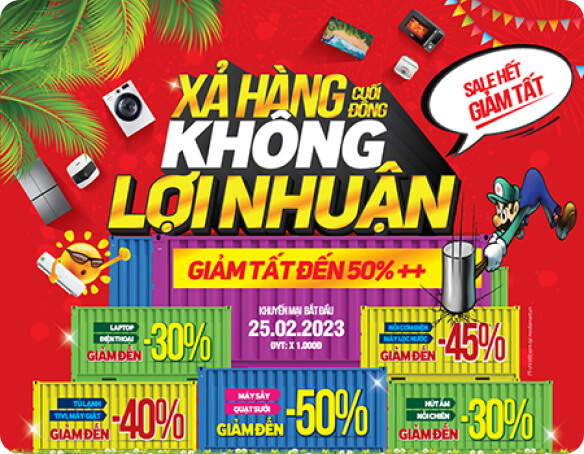 XẢ HÀNG CUỐI ĐÔNG
KHÔNG
LỢI NHUẬN
SALE HẾT
GIẢM TẤT
GIẢM TẤT ĐẾN 50% ++
KHUYẾN MẠI BẮT ĐẦU
25.02.2023
ĐVT: X 1.000Đ
LAPTOP
ĐIỆN THOẠI
GIẢM ĐẾN -30%
NỒI CƠM ĐIỆN
MÁY LỌC NƯỚC
GIẢM ĐẾN -45%
TỦ LẠNH
TIVI, MÁY GIẶT
GIẢM ĐẾN -40%
MÁY SẤY
QUẠT SƯỞI
GIẢM ĐẾN -50%
HÚT ẨM
NỒI CHIÊN
GIẢM ĐẾN -30%